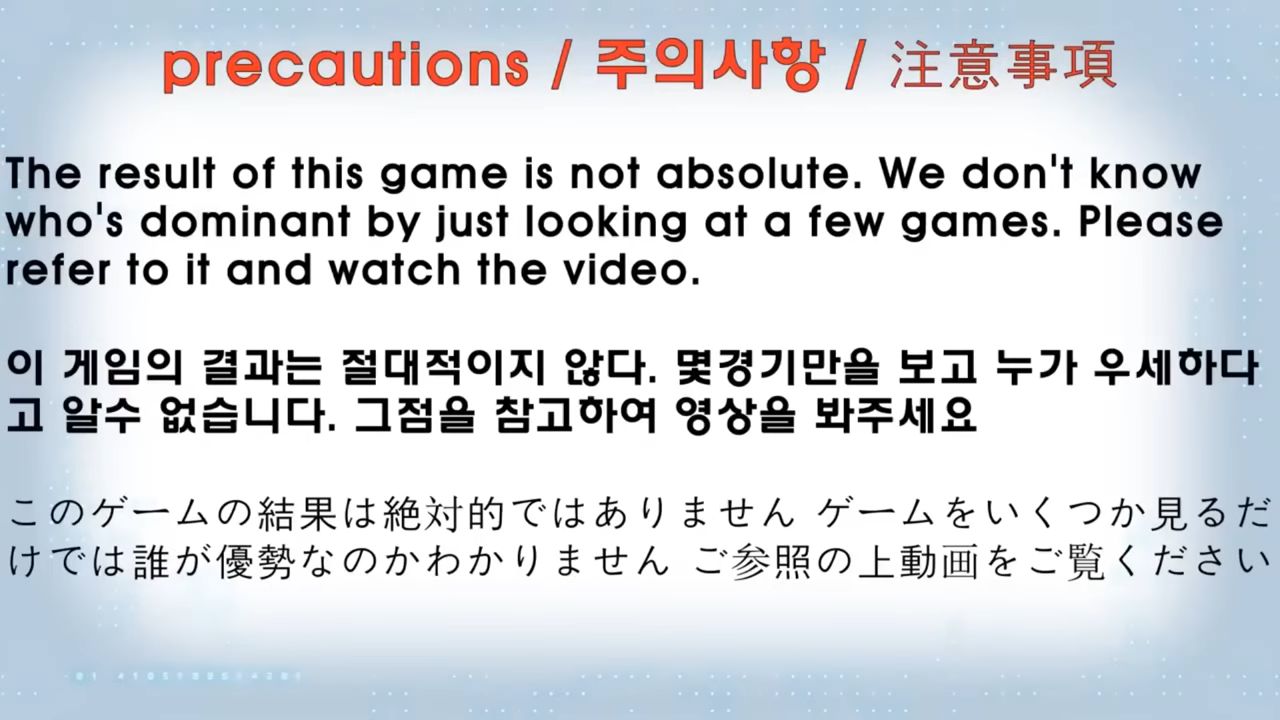 precautions / 주의사항 / 注意事項
The result of this game is not absolute. We don't know
who's dominant by just looking at a few games. Please
refer to it and watch the video.
이 게임의 결과는 절대적이지 않다. 몇경기만을 보고 누가 우세하다
고 알수 없습니다. 그점을 참고하여 영상을 봐주세요
このゲームの結果は絶対的ではありません ゲームをいくつか見るだ
けでは誰が優勢なのかわかりません ご参照の上動画をご覧ください